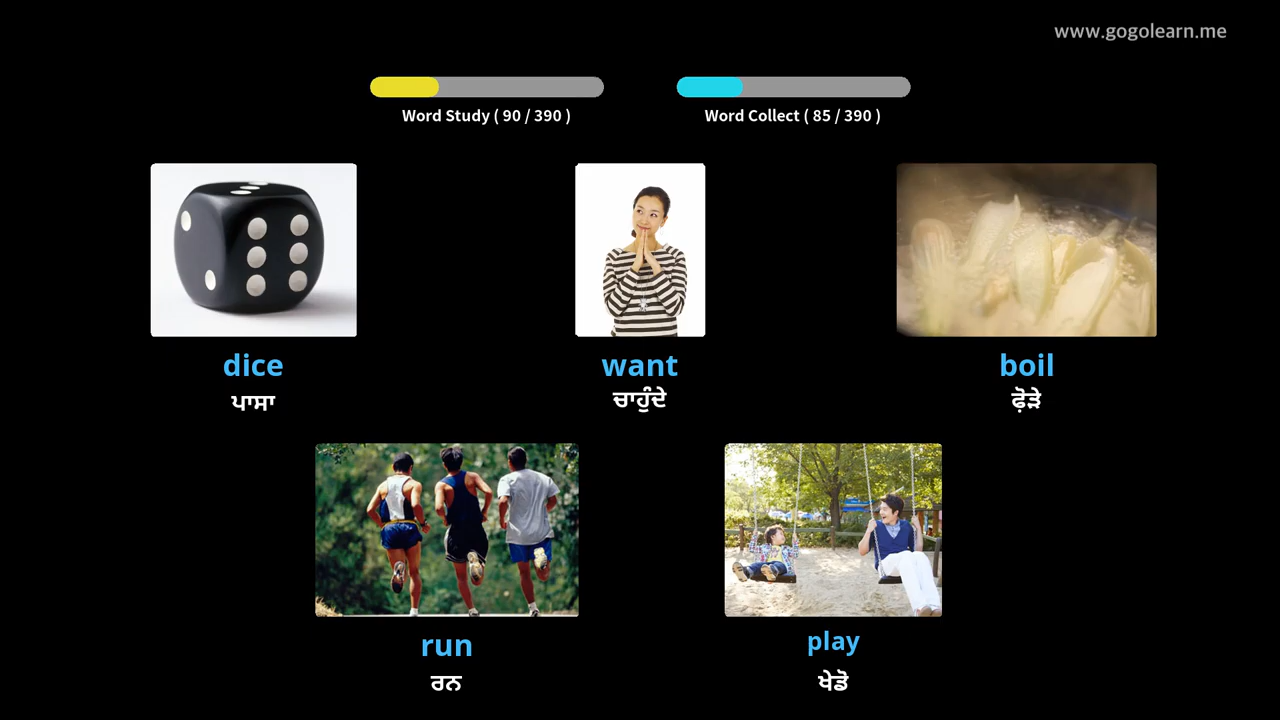 www.gogolearn.me
Word Study ( 90 / 390 )
Word Collect ( 85 / 390 )
dice
ਪਾਸਾ
want
ਚਾਹੁੰਦੇ
boil
ਫ਼ੋੜੇ
run
ਰਨ
play
ਖੇਡੋ